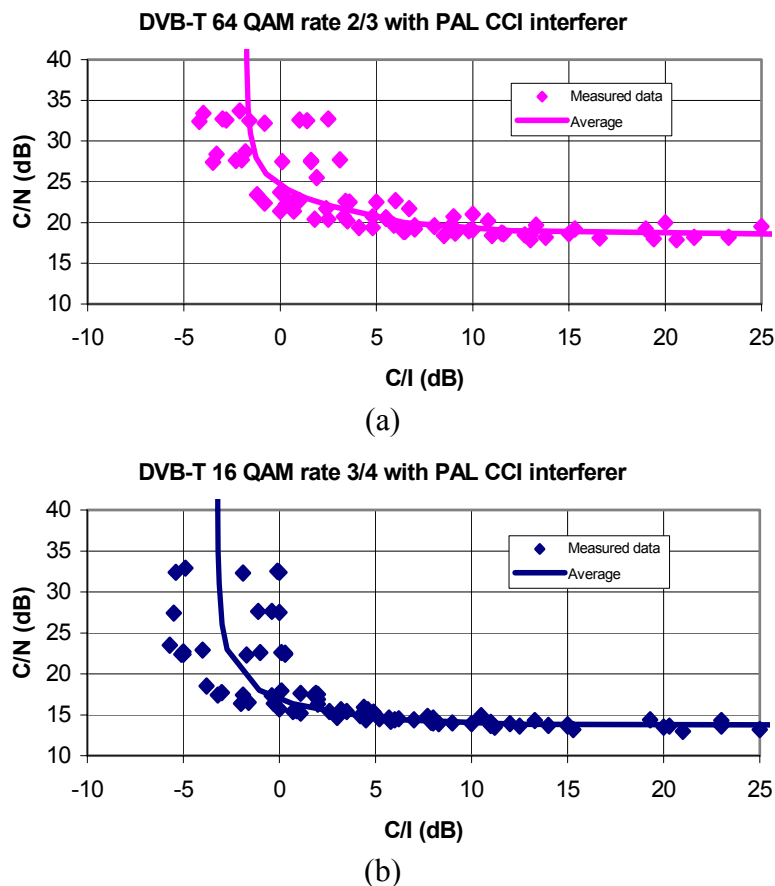 DVB-T 64 QAM rate 2/3 with PAL CCI interferer
40
35
30
25
20
15
10
C/N (dB)
Measured data
Average
-10 -5 0 5 10 15 20 25
C/I (dB)
(a)
DVB-T 16 QAM rate 3/4 with PAL CCI interferer
40
35
30
25
20
15
10
C/N (dB)
Measured data
Average
-10 -5 0 5 10 15 20 25
C/I (dB)
(b)